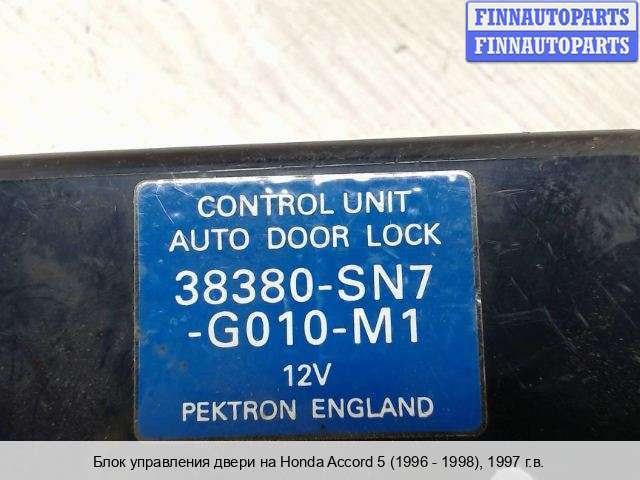 FINNAUTOPARTS
FINNAUTOPARTS
CONTROL UNIT
AUTO DOOR LOCK
38380-SN7
-G010-M1
12V
PEKTRON ENGLAND
Блок управления двери на Honda Accord 5 (1996 - 1998), 1997 г.в.